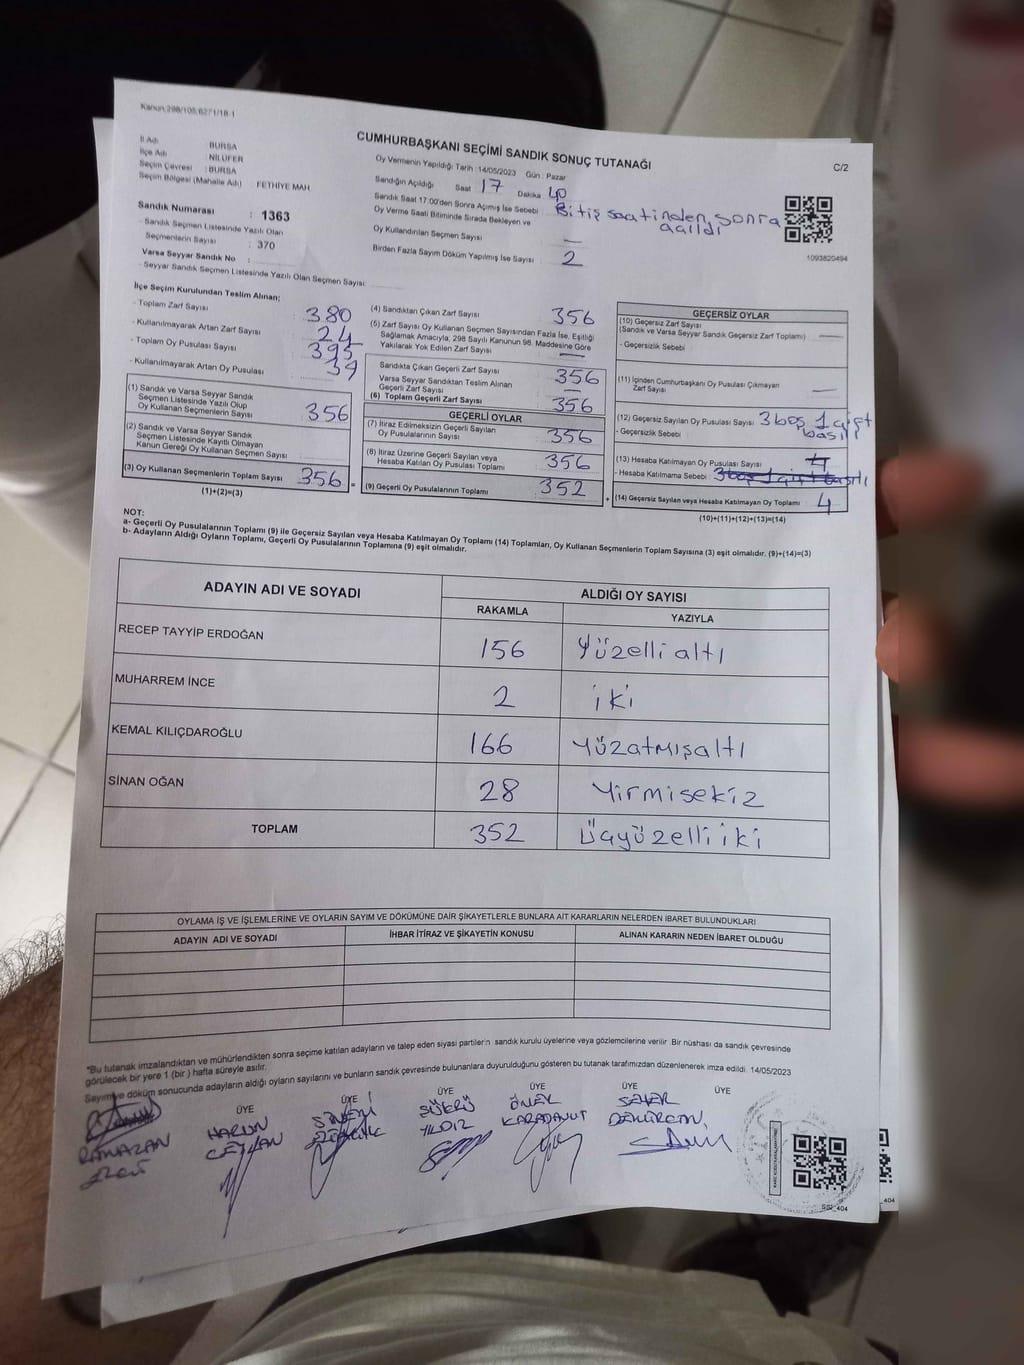 Kanun:298/105;6271/18-1
CUMHURBAŞKANI SEÇİMİ SANDIK SONUÇ TUTANAĞI
C/2
İl Adı : BURSA
İlçe Adı : NİLÜFER
Seçim Çevresi : BURSA
Seçim Bölgesi (Mahalle Adı) : FETHİYE MAH
Sandık Numarası : 1363
- Sandık Seçmen Listesinde Yazılı Olan
Seçmenlerin Sayısı : 370
Varsa Seyyar Sandık No :
- Seyyar Sandık Seçmen Listesinde Yazılı Olan Seçmen Sayısı:
Oy Vermenin Yapıldığı Tarih : 14/05/2023 Gün : Pazar
Sandığın Açıldığı Saat 17 Dakika 40
Sandık Saat 17:00'den Sonra Açılmış İse Sebebi : Bitiş saatinden sonra açıldı
Oy Verme Saati Bitiminde Sırada Bekleyen ve
Oy Kullandırılan Seçmen Sayısı : —
Birden Fazla Sayım Döküm Yapılmış İse Sayısı : 2
1093820494
İlçe Seçim Kurulundan Teslim Alınan;
- Toplam Zarf Sayısı : 380
- Kullanılmayarak Artan Zarf Sayısı : 24
- Toplam Oy Pusulası Sayısı : 395
- Kullanılmayarak Artan Oy Pusulası : 39
(1) Sandık ve Varsa Seyyar Sandık
Seçmen Listesinde Yazılı Olup
Oy Kullanan Seçmenlerin Sayısı : 356
(2) Sandık ve Varsa Seyyar Sandık
Seçmen Listesinde Kayıtlı Olmayan
Kanun Gereği Oy Kullanan Seçmen Sayısı :
(3) Oy Kullanan Seçmenlerin Toplam Sayısı : 356
(1)+(2)=(3)
(4) Sandıktan Çıkan Zarf Sayısı : 356
(5) Zarf Sayısı Oy Kullanan Seçmen Sayısından Fazla İse, Eşitliği
Sağlamak Amacıyla, 298 Sayılı Kanunun 98. Maddesine Göre
Yakılarak Yok Edilen Zarf Sayısı : —
Sandıkta Çıkan Geçerli Zarf Sayısı : 356
Varsa Seyyar Sandıktan Teslim Alınan
Geçerli Zarf Sayısı : —
(6) Toplam Geçerli Zarf Sayısı : 356
GEÇERLİ OYLAR
(7) İtiraz Edilmeksizin Geçerli Sayılan
Oy Pusulalarının Sayısı : 356
(8) İtiraz Üzerine Geçerli Sayılan veya
Hesaba Katılan Oy Pusulası Toplamı : 356
(9) Geçerli Oy Pusulalarının Toplamı : 352
GEÇERSİZ OYLAR
(10) Geçersiz Zarf Sayısı
(Sandık ve Varsa Seyyar Sandık Geçersiz Zarf Toplamı) : —
- Geçersizlik Sebebi :
(11) İçinden Cumhurbaşkanı Oy Pusulası Çıkmayan
Zarf Sayısı : —
(12) Geçersiz Sayılan Oy Pusulası Sayısı : 3 boş 1 çift basılı
- Geçersizlik Sebebi :
(13) Hesaba Katılmayan Oy Pusulası Sayısı : 4
- Hesaba Katılmama Sebebi : 3 boş 1 çift basılı
(14) Geçersiz Sayılan veya Hesaba Katılmayan Oy Toplamı : 4
(10)+(11)+(12)+(13)=(14)
NOT:
a- Geçerli Oy Pusulalarının Toplamı (9) ile Geçersiz Sayılan veya Hesaba Katılmayan Oy Toplamı (14) Toplamları, Oy Kullanan Seçmenlerin Toplam Sayısına (3) eşit olmalıdır. (9)+(14)=(3)
b- Adayların Aldığı Oyların Toplamı, Geçerli Oy Pusulalarının Toplamına (9) eşit olmalıdır.
ADAYIN ADI VE SOYADI
ALDIĞI OY SAYISI
RAKAMLA YAZIYLA
RECEP TAYYİP ERDOĞAN 156 Yüzelli altı
MUHARREM İNCE 2 iki
KEMAL KILIÇDAROĞLU 166 Yüzatmışaltı
SİNAN OĞAN 28 Yirmisekiz
TOPLAM 352 Üçyüzelli iki
OYLAMA İŞ VE İŞLEMLERİNE VE OYLARIN SAYIM VE DÖKÜMÜNE DAİR ŞİKAYETLERLE BUNLARA AİT KARARLARIN NELERDEN İBARET BULUNDUKLARI
ADAYIN ADI VE SOYADI İHBAR İTİRAZ VE ŞİKAYETİN KONUSU ALINAN KARARIN NEDEN İBARET OLDUĞU
*Bu tutanak imzalandıktan ve mühürlendikten sonra seçime katılan adayların ve talep eden siyasi partilerin sandık kurulu üyelerine veya gözlemcilerine verilir. Bir nüshası da sandık çevresinde
görülecek bir yere 1 (bir) hafta süreyle asılır.
Sayım ve döküm sonucunda adayların aldığı oyların sayılarını ve bunların sandık çevresinde bulunanlara duyurulduğunu gösteren bu tutanak tarafımızdan düzenlenerek imza edildi. 14/05/2023
ÜYE ÜYE ÜYE ÜYE ÜYE ÜYE
RAMAZAN
HARUN CEYLAN
ŞÜKRÜ YILDIZ
ÖMER KARABAYUT
SEHER DEMİRCAN
404